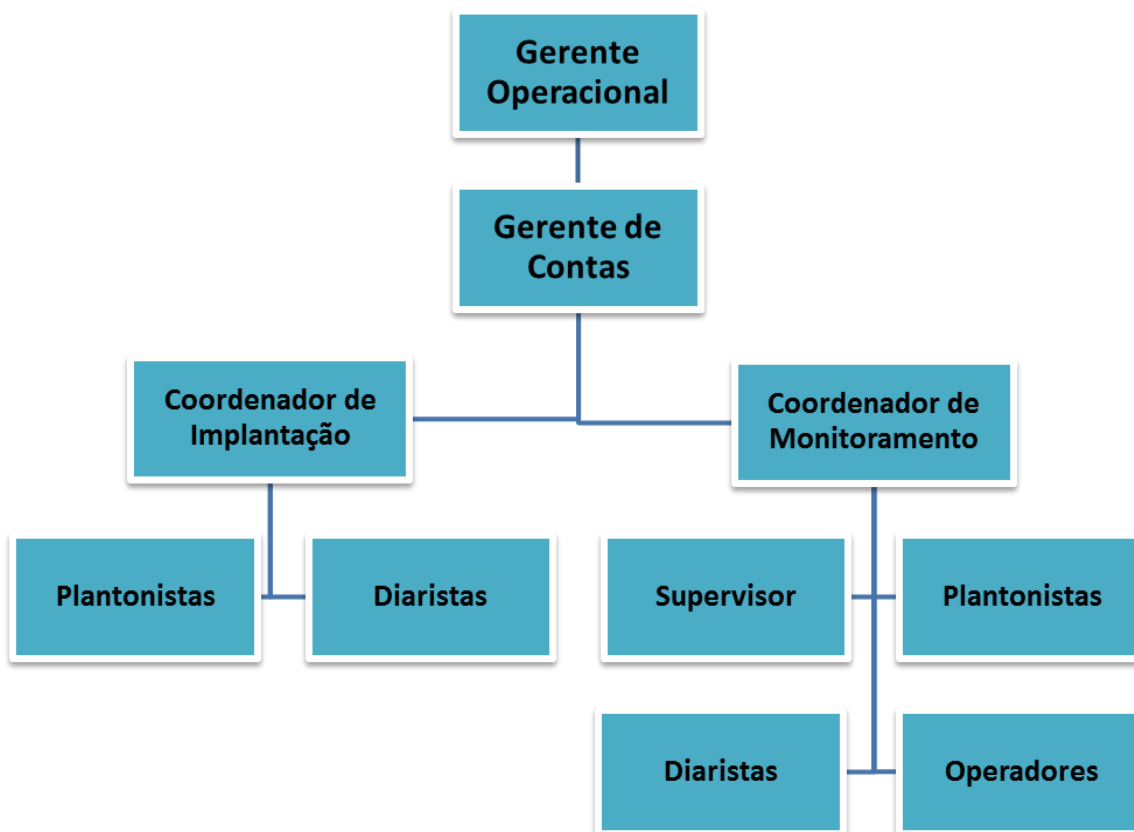 Gerente
Operacional
Gerente de
Contas
Coordenador de
Implantação
Coordenador de
Monitoramento
Plantonistas
Diaristas
Supervisor
Plantonistas
Diaristas
Operadores